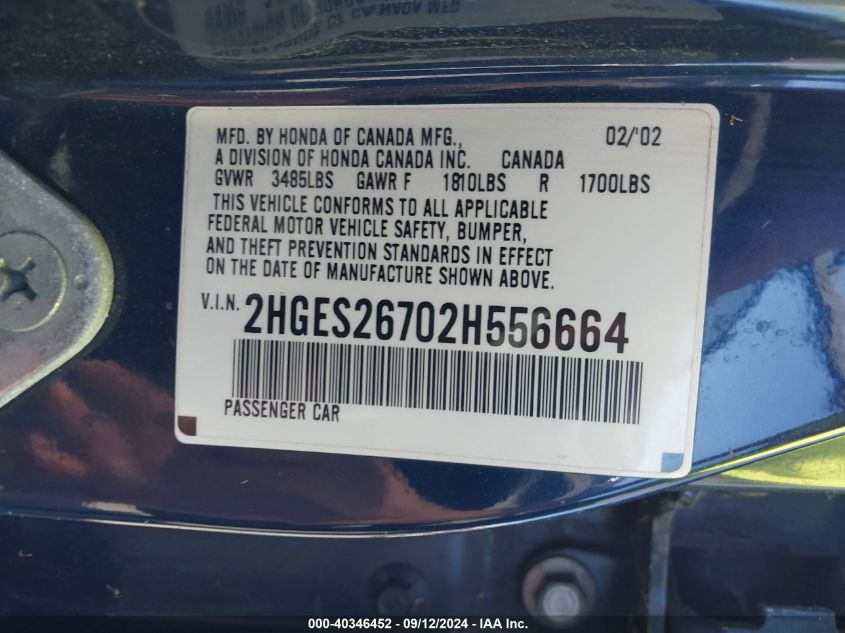 MFD. BY HONDA OF CANADA MFG., 02/'02
A DIVISION OF HONDA CANADA INC. CANADA
GVWR 3485LBS GAWR F 1810LBS R 1700LBS
THIS VEHICLE CONFORMS TO ALL APPLICABLE
FEDERAL MOTOR VEHICLE SAFETY, BUMPER,
AND THEFT PREVENTION STANDARDS IN EFFECT
ON THE DATE OF MANUFACTURE SHOWN ABOVE.
V.I.N. 2HGES26702H556664
PASSENGER CAR
000-40346452 - 09/12/2024 - IAA Inc.